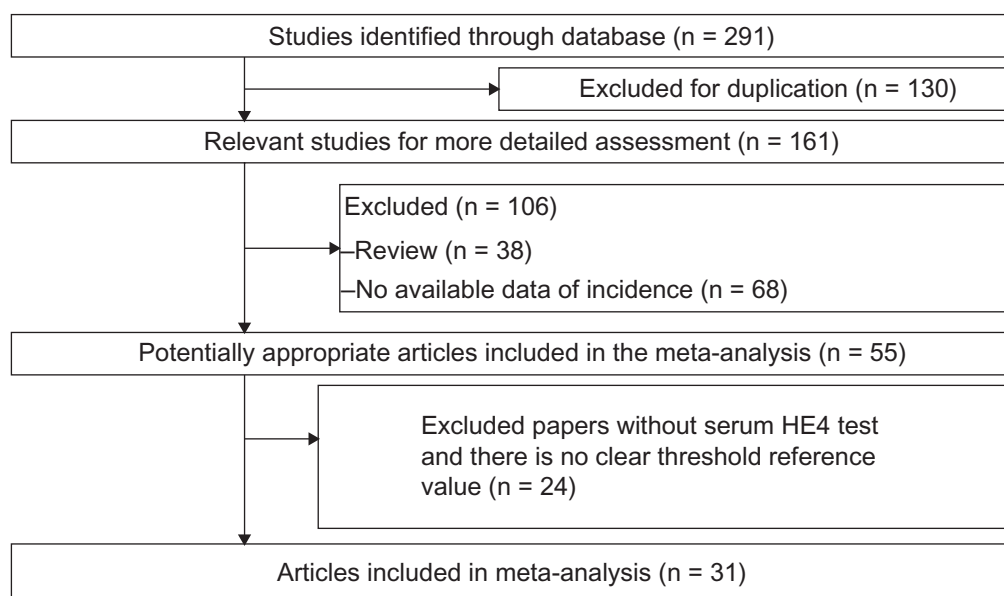 Studies identified through database (n = 291)
Excluded for duplication (n = 130)
Relevant studies for more detailed assessment (n = 161)
Excluded (n = 106)
–Review (n = 38)
–No available data of incidence (n = 68)
Potentially appropriate articles included in the meta-analysis (n = 55)
Excluded papers without serum HE4 test
and there is no clear threshold reference
value (n = 24)
Articles included in meta-analysis (n = 31)